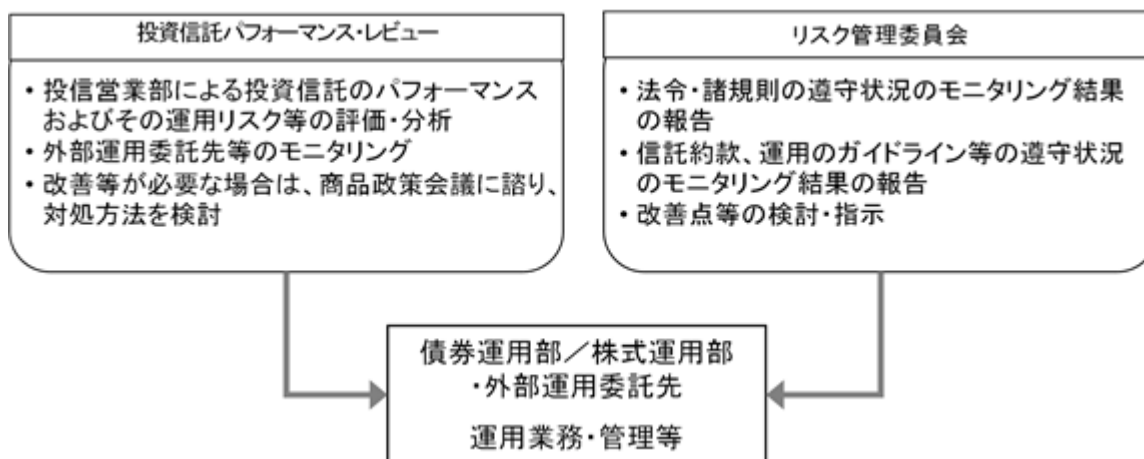 投資信託パフォーマンス・レビュー
・投信営業部による投資信託のパフォーマンス
およびその運用リスク等の評価・分析
・外部運用委託先等のモニタリング
・改善等が必要な場合は、商品政策会議に諮り、
対処方法を検討
リスク管理委員会
・法令・諸規則の遵守状況のモニタリング結果
の報告
・信託約款、運用のガイドライン等の遵守状況
のモニタリング結果の報告
・改善点等の検討・指示
債券運用部／株式運用部
・外部運用委託先
運用業務・管理等